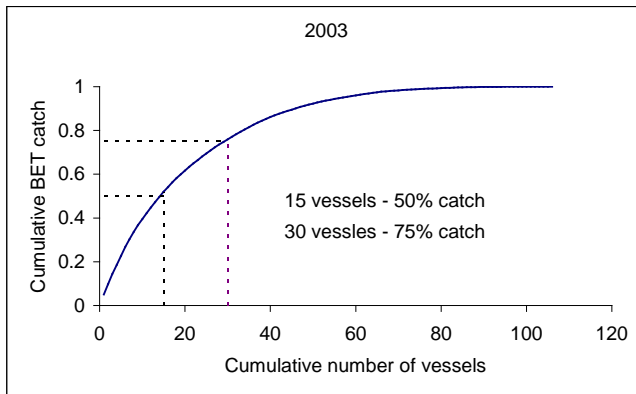 2003
Cumulative BET catch
1
0.8
0.6
0.4
0.2
0
15 vessels - 50% catch
30 vessles - 75% catch
0 20 40 60 80 100 120
Cumulative number of vessels